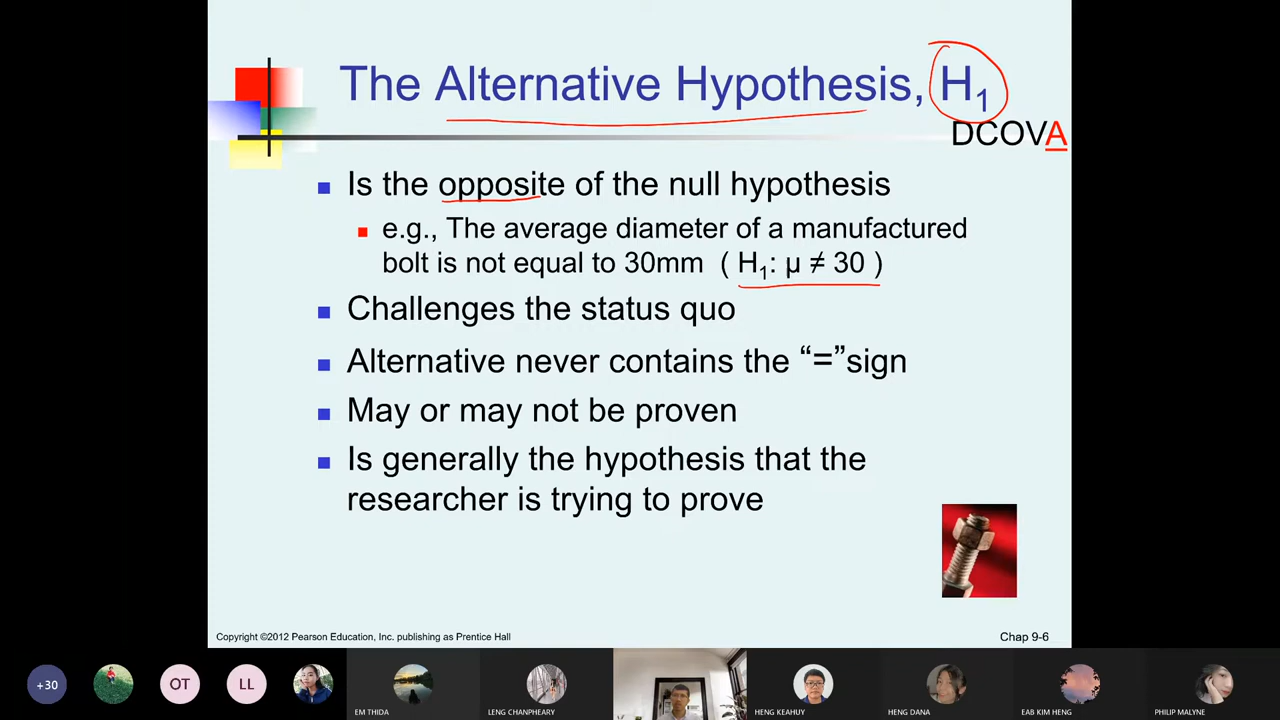 The Alternative Hypothesis, H₁
DCOVA
Is the opposite of the null hypothesis
e.g., The average diameter of a manufactured
bolt is not equal to 30mm ( H₁: μ ≠ 30 )
Challenges the status quo
Alternative never contains the “=”sign
May or may not be proven
Is generally the hypothesis that the
researcher is trying to prove
Copyright ©2012 Pearson Education, Inc. publishing as Prentice Hall
Chap 9-6
+30
OT
LL
EM THIDA
LENG CHANPHEARY
HENG KEAHUY
HENG DANA
EAB KIM HENG
PHILIP MALYNE